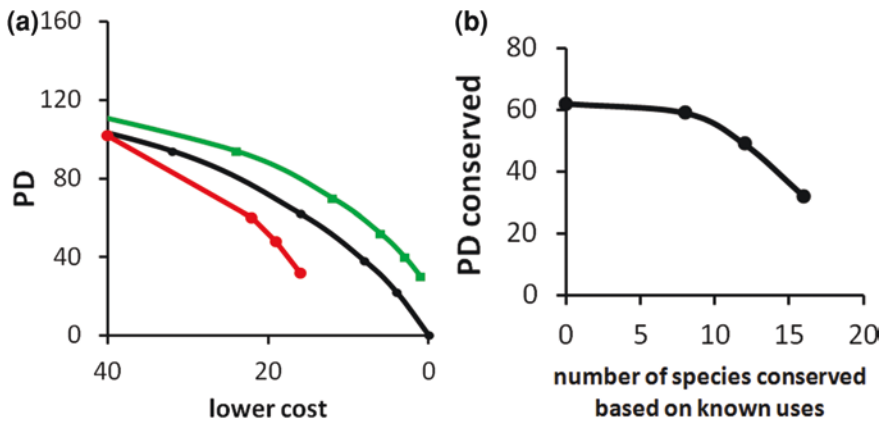 (a)
160
120
80
40
0
PD
40
20
0
lower cost
(b)
80
60
40
20
0
PD conserved
0
5
10
15
20
number of species conserved
based on known uses